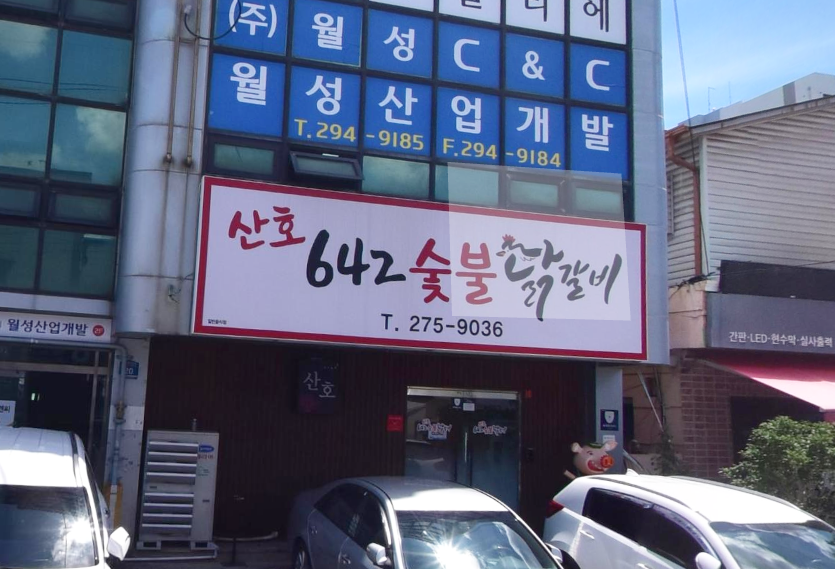 (주)월성C&C
월성산업개발
T.294-9185 F.294-9184
산호 642 숯불 닭갈비
T. 275-9036
월성산업개발
산호
간판·LED·현수막·실사출력